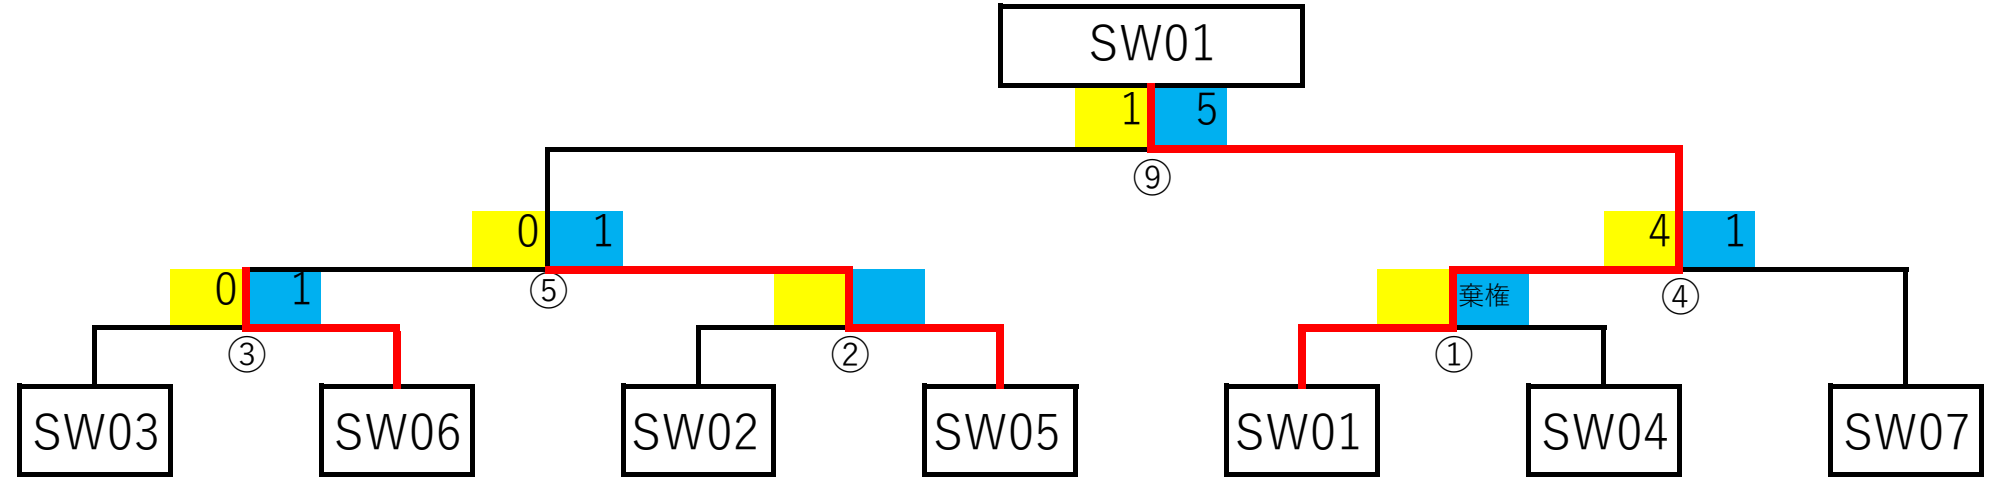 SW01
1 5
⑨
0 1
4 1
⑤
④
0 1
棄権
③
②
①
SW03
SW06
SW02
SW05
SW01
SW04
SW07